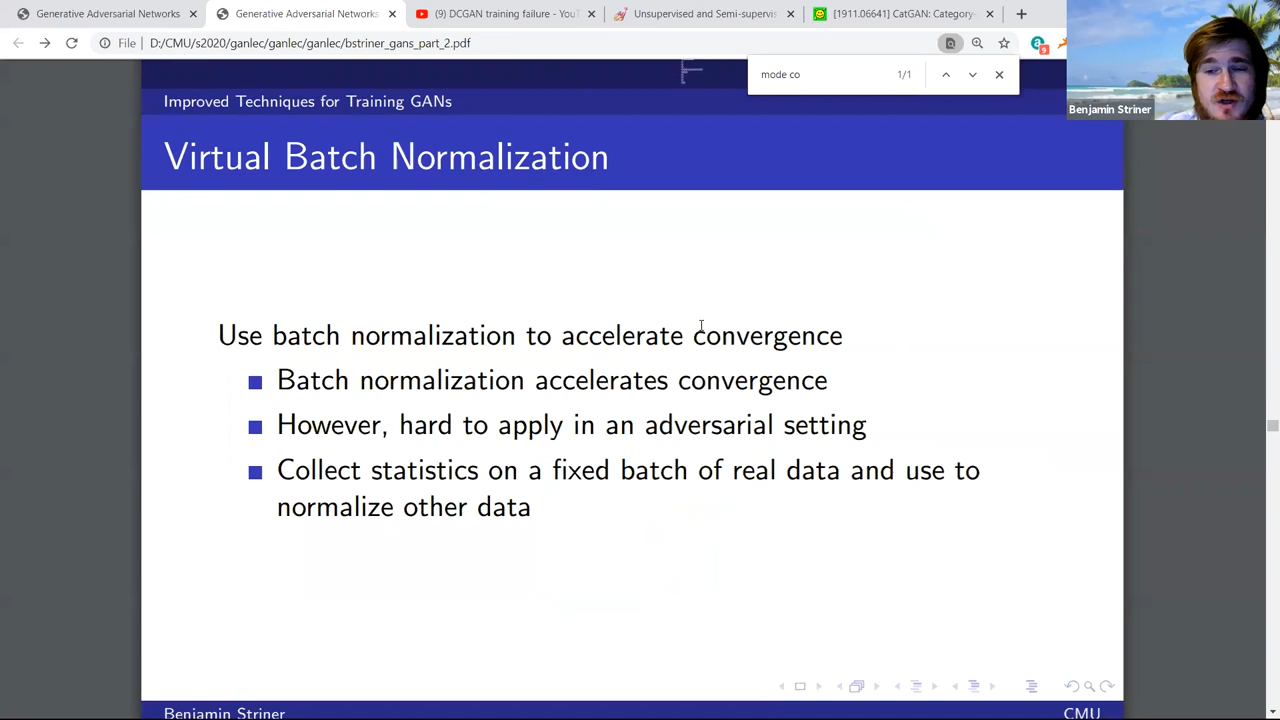 Generative Adversarial Networks
Generative Adversarial Networks
(9) DCGAN training failure - YouT
Unsupervised and Semi-supervis
[1911.06641] CatGAN: Category-
File
D:/CMU/s2020/ganlec/ganlec/ganlec/bstriner_gans_part_2.pdf
9
mode co
1/1
Benjamin Striner
Improved Techniques for Training GANs
Virtual Batch Normalization
Use batch normalization to accelerate convergence
Batch normalization accelerates convergence
However, hard to apply in an adversarial setting
Collect statistics on a fixed batch of real data and use to
normalize other data
Benjamin Striner
CMU